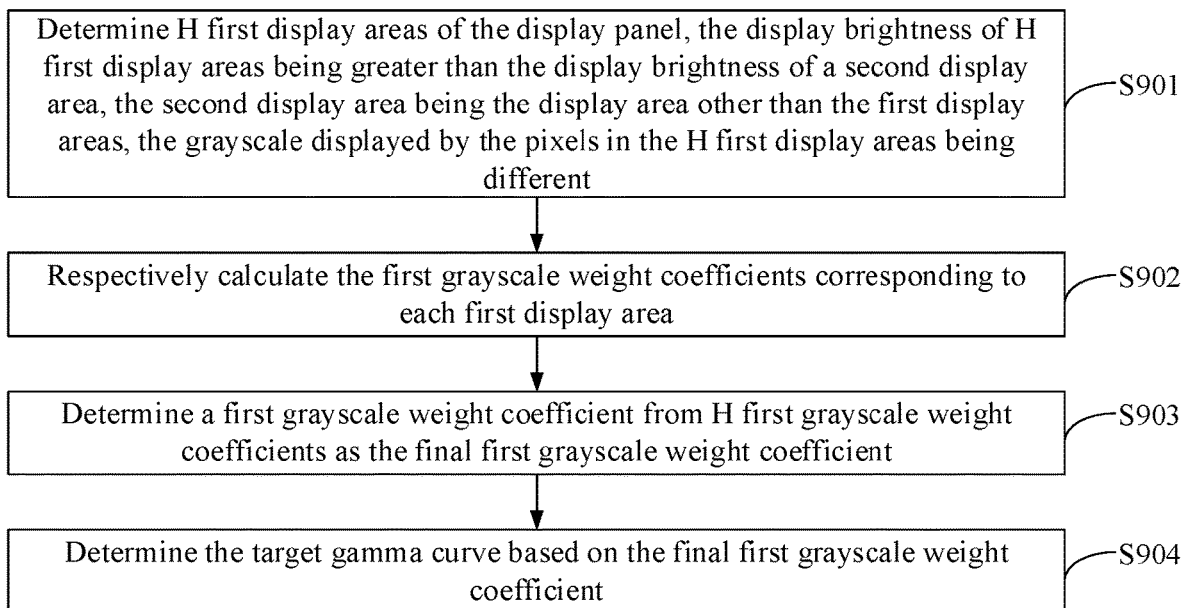 Determine H first display areas of the display panel, the display brightness of H
first display areas being greater than the display brightness of a second display
area, the second display area being the display area other than the first display
areas, the grayscale displayed by the pixels in the H first display areas being
different
S901
Respectively calculate the first grayscale weight coefficients corresponding to
each first display area
S902
Determine a first grayscale weight coefficient from H first grayscale weight
coefficients as the final first grayscale weight coefficient
S903
Determine the target gamma curve based on the final first grayscale weight
coefficient
S904